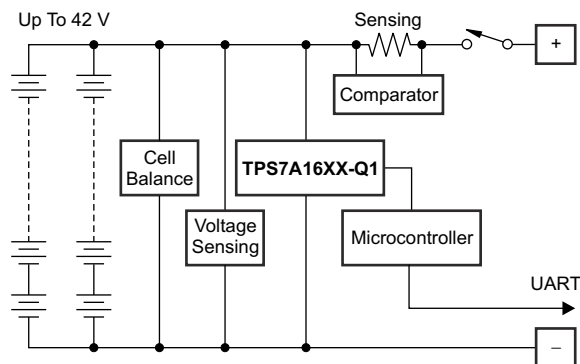 Up To 42 V
Sensing
+
Comparator
Cell
Balance
TPS7A16XX-Q1
Voltage
Sensing
Microcontroller
UART
–